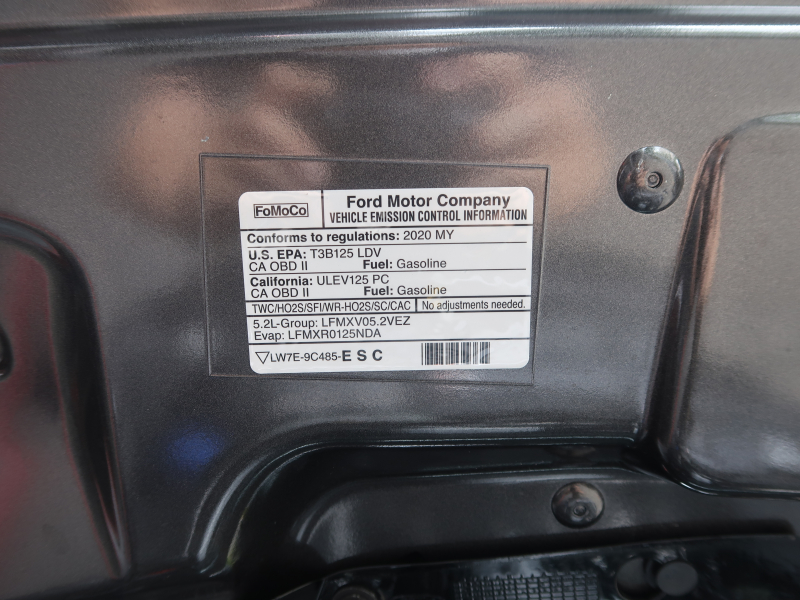 FoMoCo
Ford Motor Company
VEHICLE EMISSION CONTROL INFORMATION
Conforms to regulations: 2020 MY
U.S. EPA: T3B125 LDV
CA OBD II Fuel: Gasoline
California: ULEV125 PC
CA OBD II Fuel: Gasoline
TWC/HO2S/SFI/WR-HO2S/SC/CAC No adjustments needed.
5.2L-Group: LFMXV05.2VEZ
Evap: LFMXR0125NDA
▽LW7E-9C485-E S C